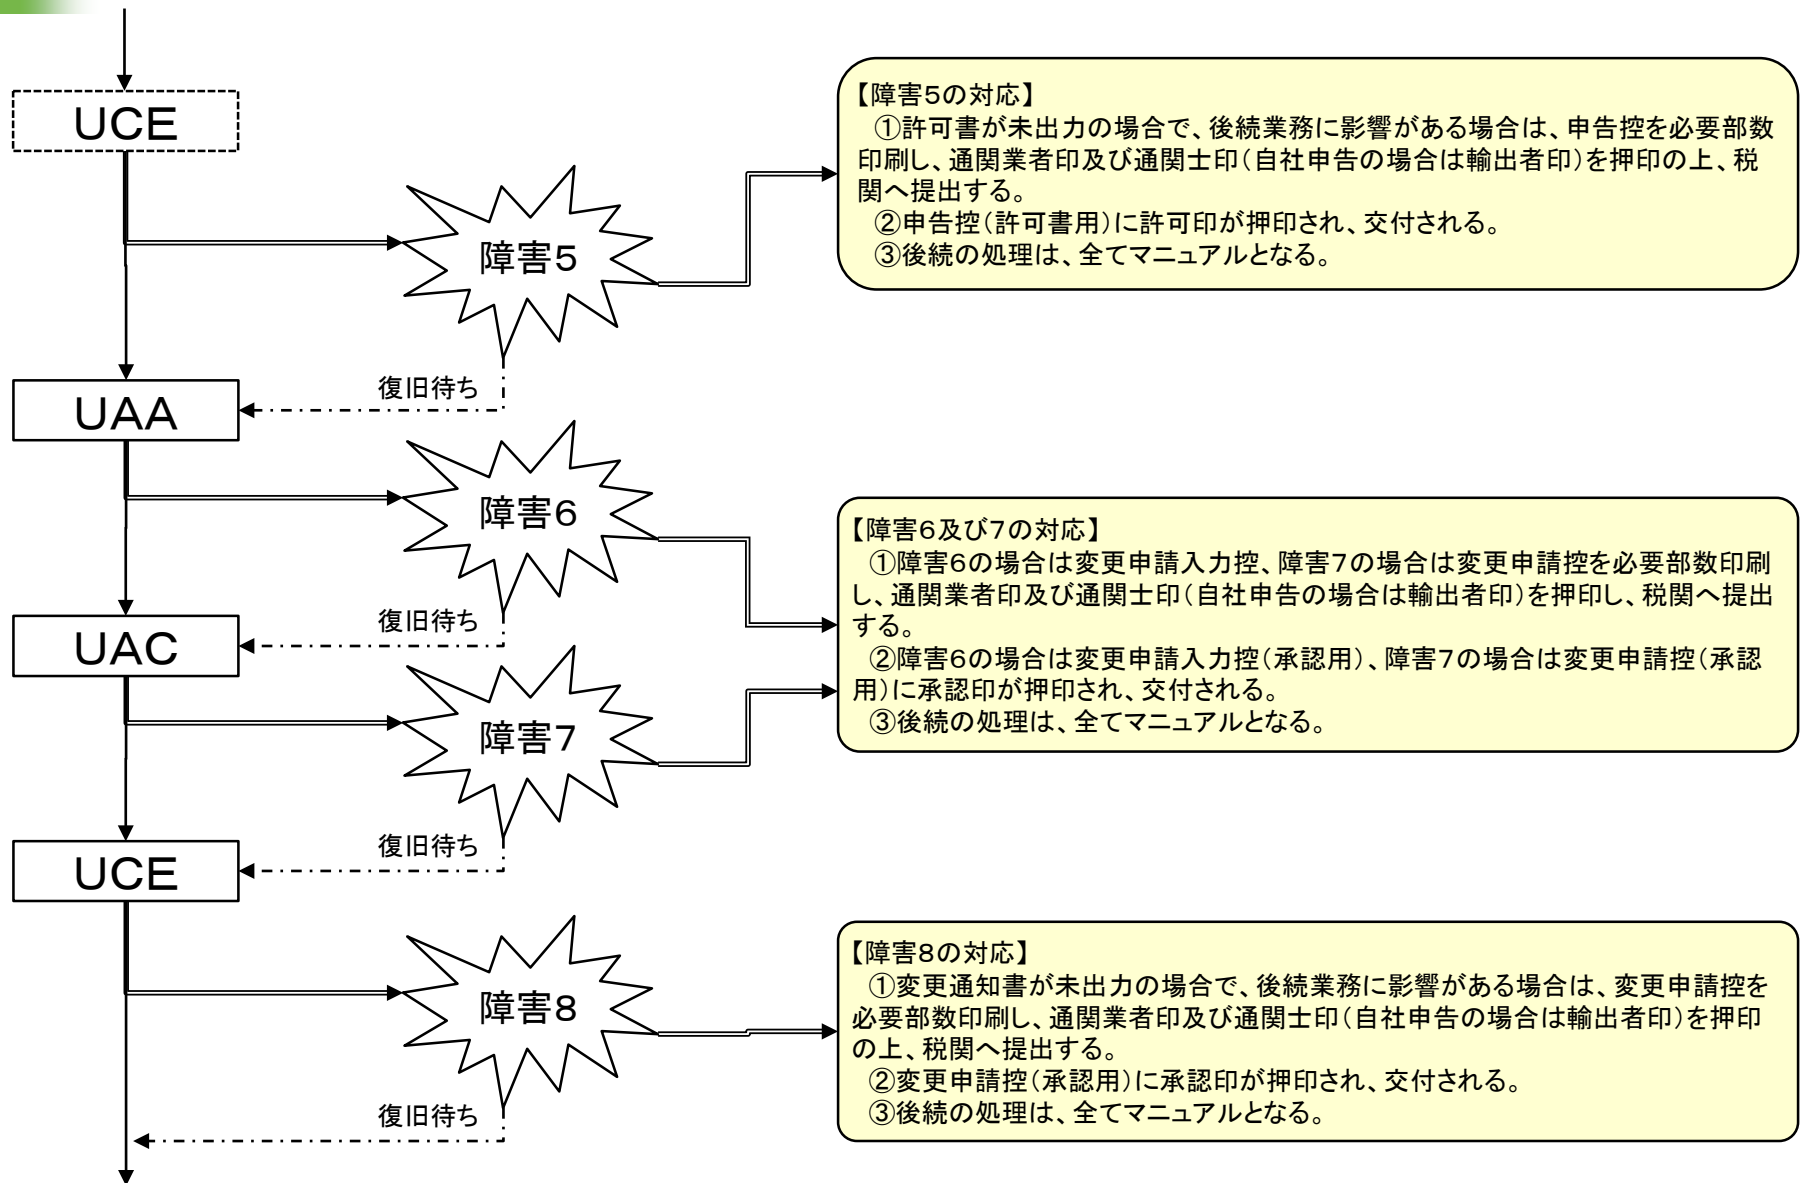 UCE
【障害5の対応】
①許可書が未出力の場合で、後続業務に影響がある場合は、申告控を必要部数
印刷し、通関業者印及び通関士印(自社申告の場合は輸出者印)を押印の上、税
関へ提出する。
②申告控(許可書用)に許可印が押印され、交付される。
③後続の処理は、全てマニュアルとなる。
障害5
復旧待ち
UAA
障害6
【障害6及び7の対応】
①障害6の場合は変更申請入力控、障害7の場合は変更申請控を必要部数印刷
し、通関業者印及び通関士印(自社申告の場合は輸出者印)を押印し、税関へ提出
する。
②障害6の場合は変更申請入力控(承認用)、障害7の場合は変更申請控(承認
用)に承認印が押印され、交付される。
③後続の処理は、全てマニュアルとなる。
復旧待ち
UAC
障害7
復旧待ち
UCE
【障害8の対応】
①変更通知書が未出力の場合で、後続業務に影響がある場合は、変更申請控を
必要部数印刷し、通関業者印及び通関士印(自社申告の場合は輸出者印)を押印
の上、税関へ提出する。
②変更申請控(承認用)に承認印が押印され、交付される。
③後続の処理は、全てマニュアルとなる。
障害8
復旧待ち